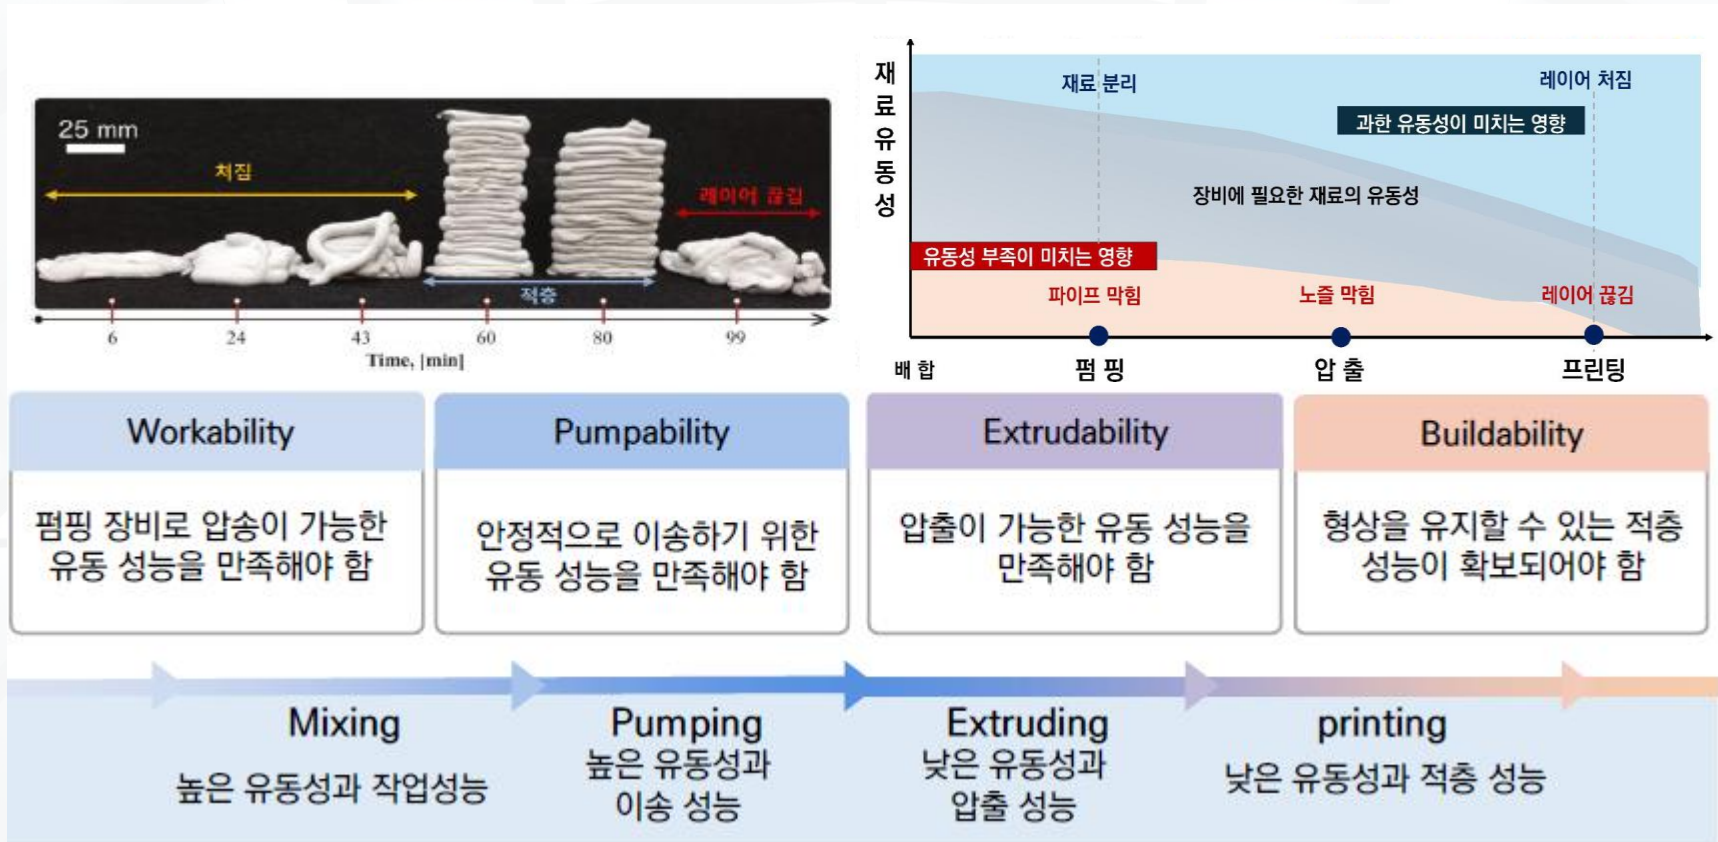 25 mm
처짐
레이어 끊김
적층
6
24
43
60
80
99
Time, [min]
재료유동성
재료 분리
레이어 처짐
과한 유동성이 미치는 영향
장비에 필요한 재료의 유동성
유동성 부족이 미치는 영향
파이프 막힘
노즐 막힘
레이어 끊김
배 합
펌 핑
압 출
프린팅
Workability
펌핑 장비로 압송이 가능한
유동 성능을 만족해야 함
Pumpability
안정적으로 이송하기 위한
유동 성능을 만족해야 함
Extrudability
압출이 가능한 유동 성능을
만족해야 함
Buildability
형상을 유지할 수 있는 적층
성능이 확보되어야 함
Mixing
높은 유동성과 작업성능
Pumping
높은 유동성과
이송 성능
Extruding
낮은 유동성과
압출 성능
printing
낮은 유동성과 적층 성능